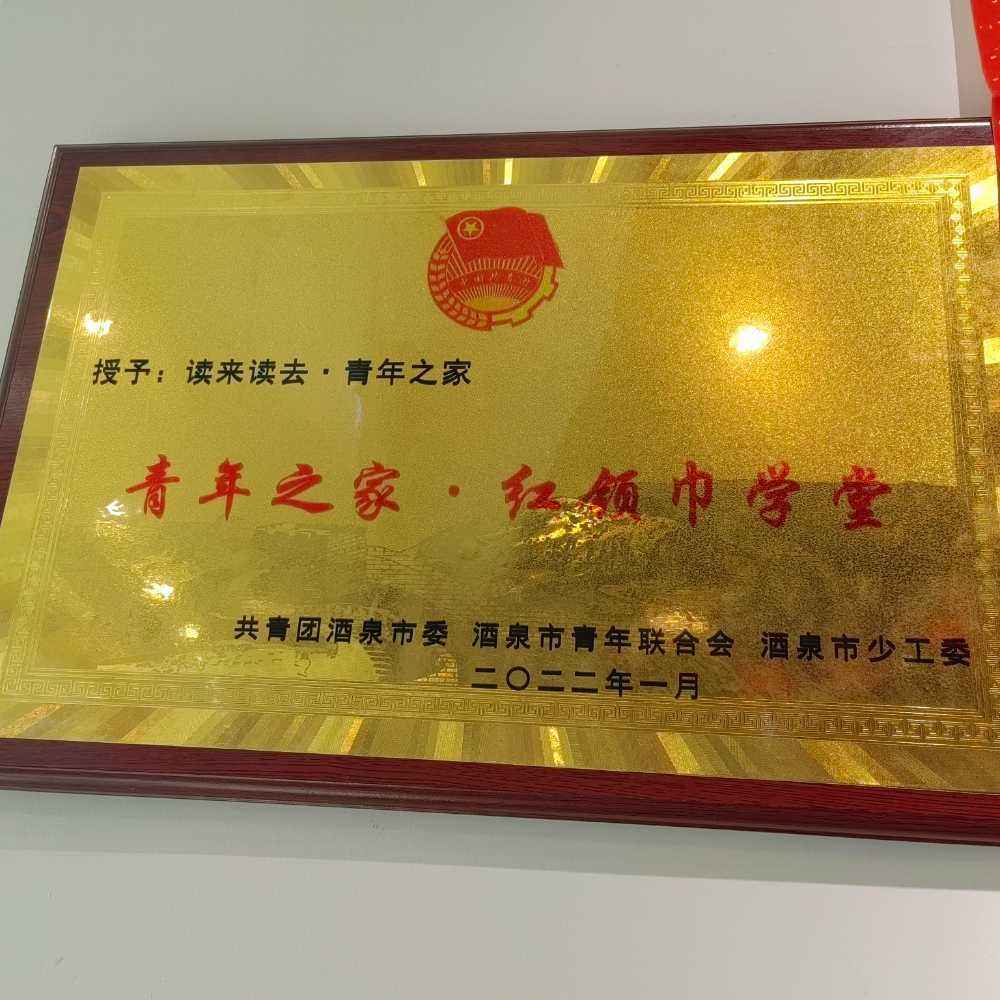 授予：读来读去·青年之家
青年之家·红领巾学堂
共青团酒泉市委 酒泉市青年联合会 酒泉市少工委
二〇二二年一月